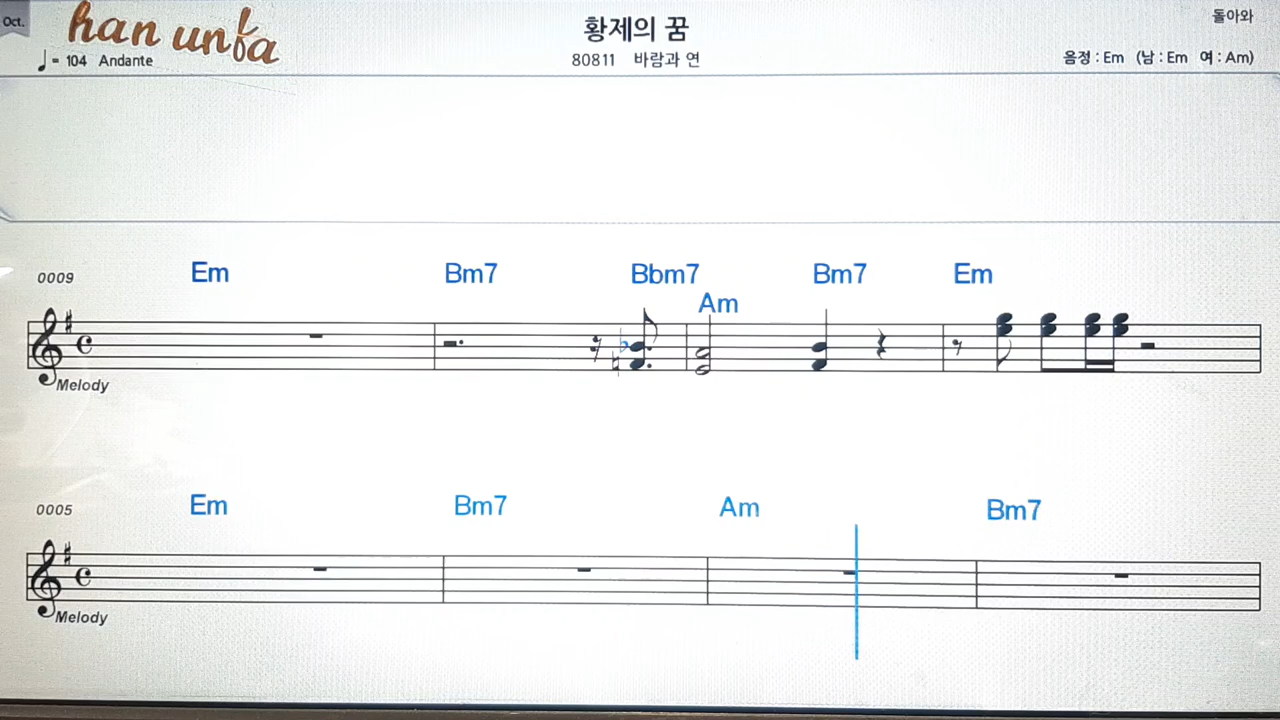 Oct.
han unfa
황제의 꿈
돌아와
= 104 Andante
80811 바람과 연
음정 : Em (남 : Em 여 : Am)
0009
Em Bm7 Bbm7 Bm7 Em
Am
Melody
0005
Em Bm7 Am Bm7
Melody